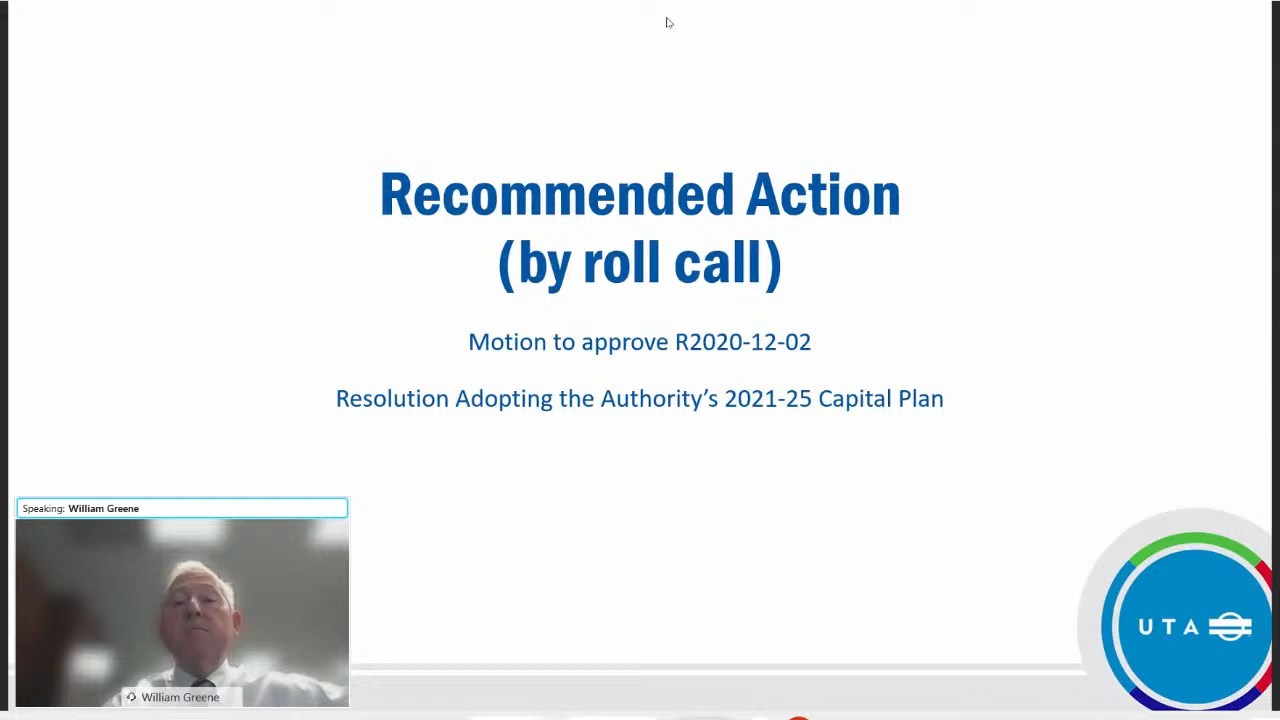 Recommended Action
(by roll call)
Motion to approve R2020-12-02
Resolution Adopting the Authority’s 2021-25 Capital Plan
Speaking: William Greene
William Greene
UTA